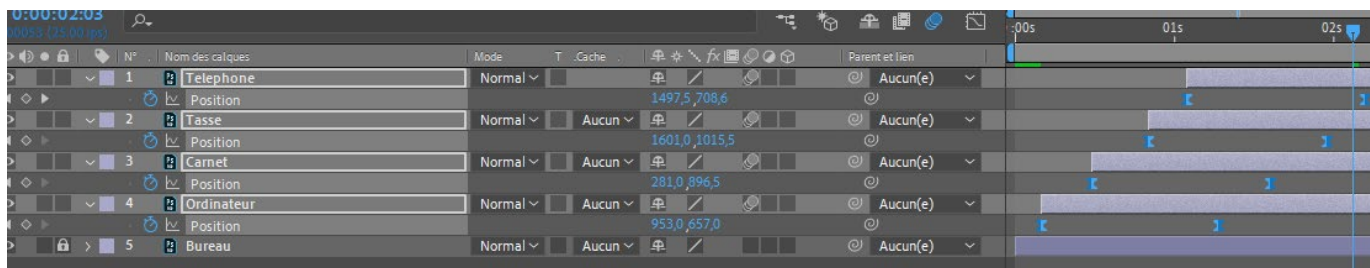 0:00:02:03
00053 (25.00 ips)
:00s 01s 02s
N° Nom des calques Mode T .Cache Parent et lien
1 Telephone Normal Aucun(e)
Position 1497,5 ,708,6
2 Tasse Normal Aucun Aucun(e)
Position 1601,0 ,1015,5
3 Carnet Normal Aucun Aucun(e)
Position 281,0 ,896,5
4 Ordinateur Normal Aucun Aucun(e)
Position 953,0 ,657,0
5 Bureau Normal Aucun Aucun(e)